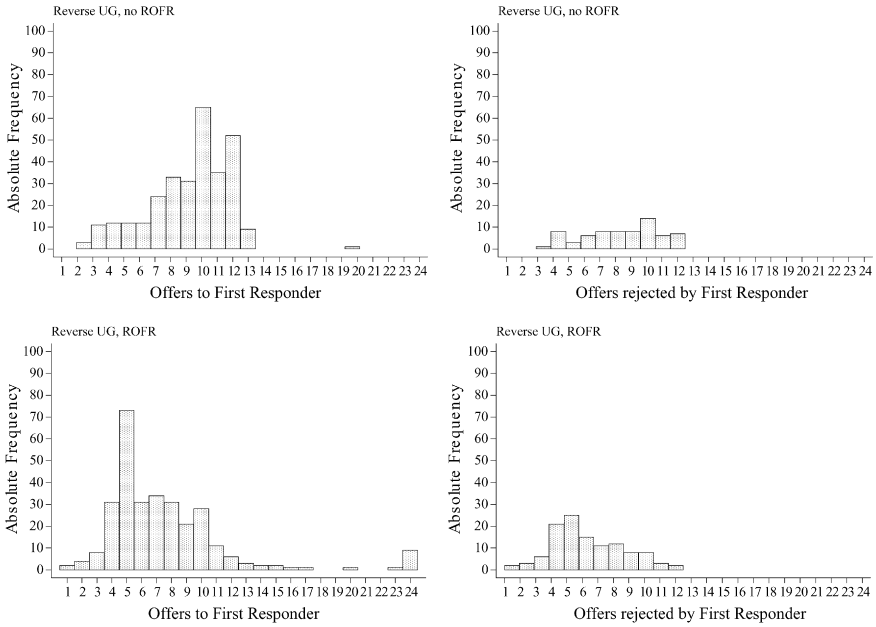 Reverse UG, no ROFR
100
90
80
70
60
50
40
30
20
10
0
Absolute Frequency
1 2 3 4 5 6 7 8 9 10 11 12 13 14 15 16 17 18 19 20 21 22 23 24
Offers to First Responder
Reverse UG, no ROFR
100
90
80
70
60
50
40
30
20
10
0
Absolute Frequency
1 2 3 4 5 6 7 8 9 10 11 12 13 14 15 16 17 18 19 20 21 22 23 24
Offers rejected by First Responder
Reverse UG, ROFR
100
90
80
70
60
50
40
30
20
10
0
Absolute Frequency
1 2 3 4 5 6 7 8 9 10 11 12 13 14 15 16 17 18 19 20 21 22 23 24
Offers to First Responder
Reverse UG, ROFR
100
90
80
70
60
50
40
30
20
10
0
Absolute Frequency
1 2 3 4 5 6 7 8 9 10 11 12 13 14 15 16 17 18 19 20 21 22 23 24
Offers rejected by First Responder